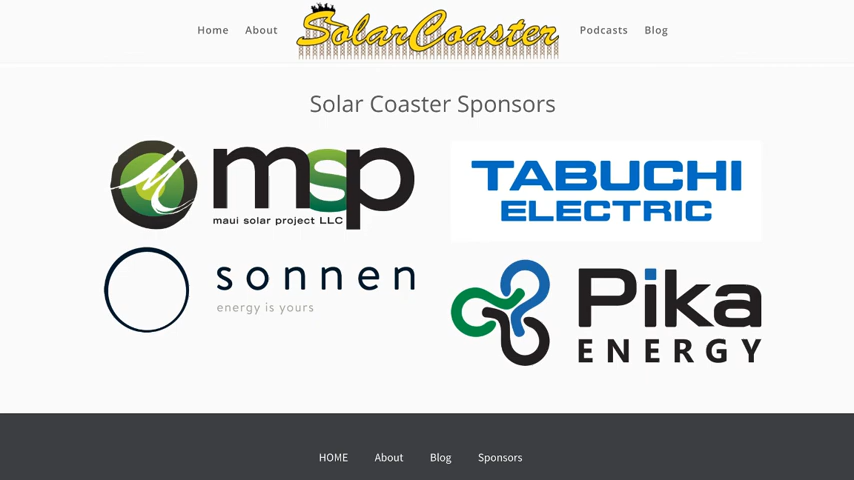 Home About SolarCoaster Podcasts Blog
Solar Coaster Sponsors
msp
maui solar project LLC
TABUCHI
ELECTRIC
sonnen
energy is yours
Pika
ENERGY
HOME About Blog Sponsors